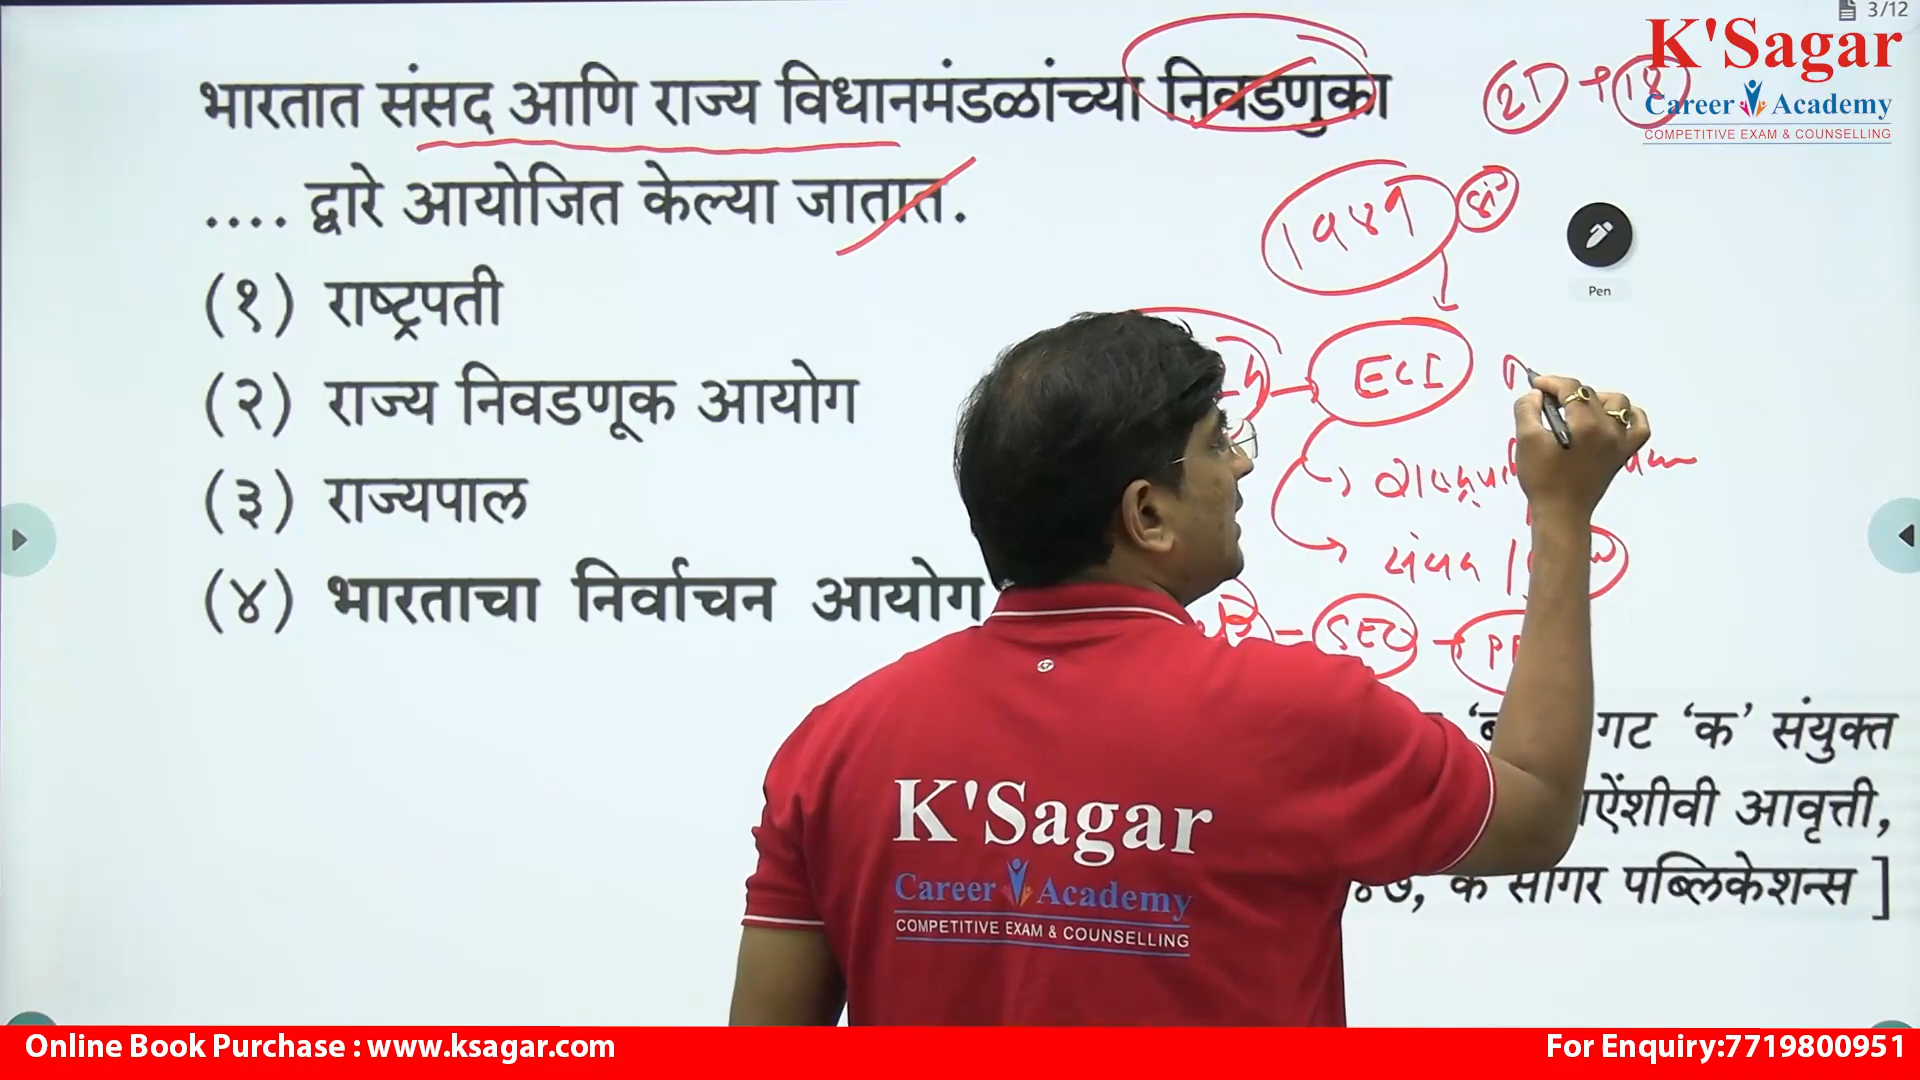 3/12
K'Sagar
Career Academy
COMPETITIVE EXAM & COUNSELLING
भारतात संसद आणि राज्य विधानमंडळांच्या निवडणुका
.... द्वारे आयोजित केल्या जातात.
(१) राष्ट्रपती
(२) राज्य निवडणूक आयोग
(३) राज्यपाल
(४) भारताचा निर्वाचन आयोग
Pen
ECI
SEC
गट ‘क’ संयुक्त
आवृत्ती,
सागर पब्लिकेशन्स ]
K'Sagar
Career Academy
COMPETITIVE EXAM & COUNSELLING
Online Book Purchase : www.ksagar.com
For Enquiry:7719800951